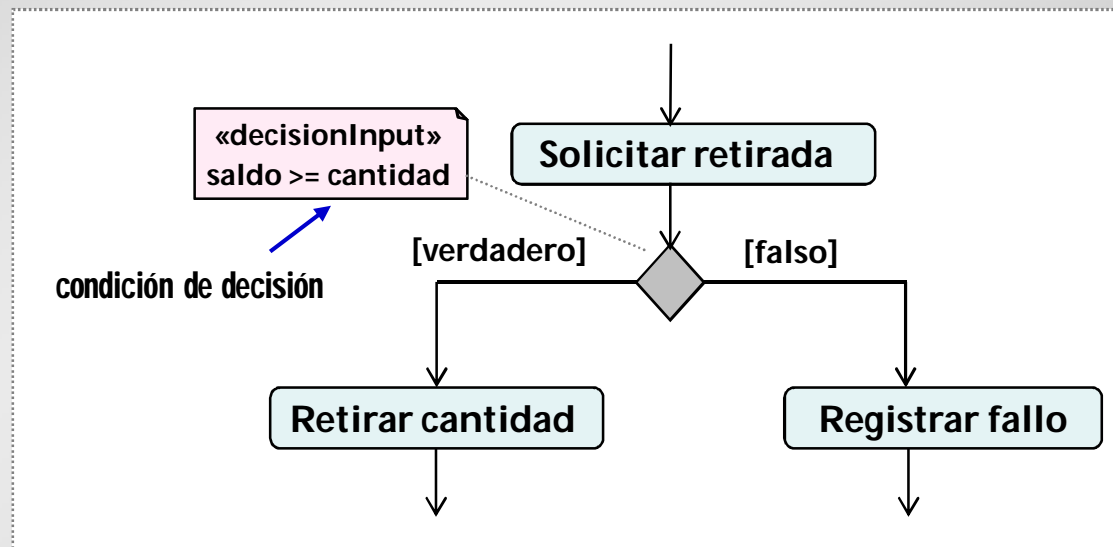 «decisionInput»
saldo >= cantidad
Solicitar retirada
[verdadero]
[falso]
condición de decisión
Retirar cantidad
Registrar fallo